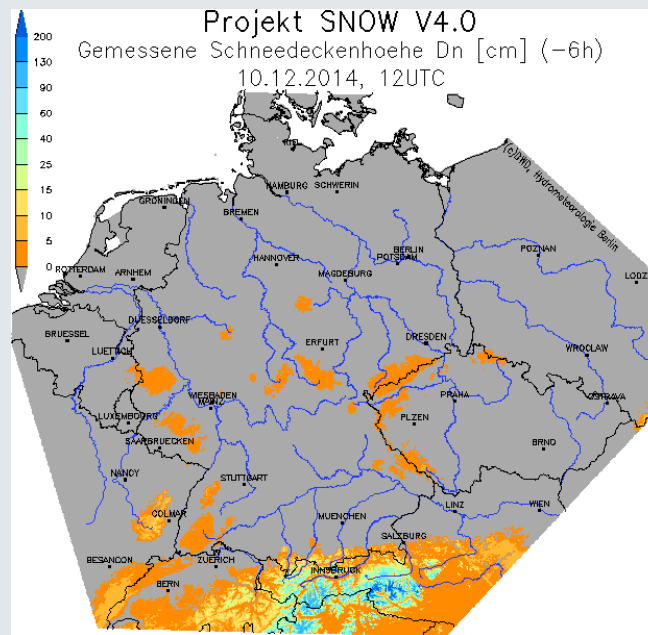 Projekt SNOW V4.0
Gemessene Schneedeckenhoehe Dn [cm] (-6h)
10.12.2014, 12UTC
200
130
90
60
40
25
15
10
5
0
(c)DWD, Hydrometeorologie Berlin
KIEL
HAMBURG
SCHWERIN
GRONINGEN
BREMEN
BERLIN
POTSDAM
POZNAN
HANNOVER
MAGDEBURG
ROTTERDAM
ARNHEM
LODZ
DUESSELDORF
BRUESSEL
LUETTICH
ERFURT
DRESDEN
WROCLAW
WIESBADEN
MAINZ
PRAHA
OSTRAVA
LUXEMBOURG
PLZEN
SAARBRUECKEN
BRNO
NANCY
STUTTGART
COLMAR
MUENCHEN
LINZ
WIEN
SALZBURG
BESANCON
ZUERICH
INNSBRUCK
BERN